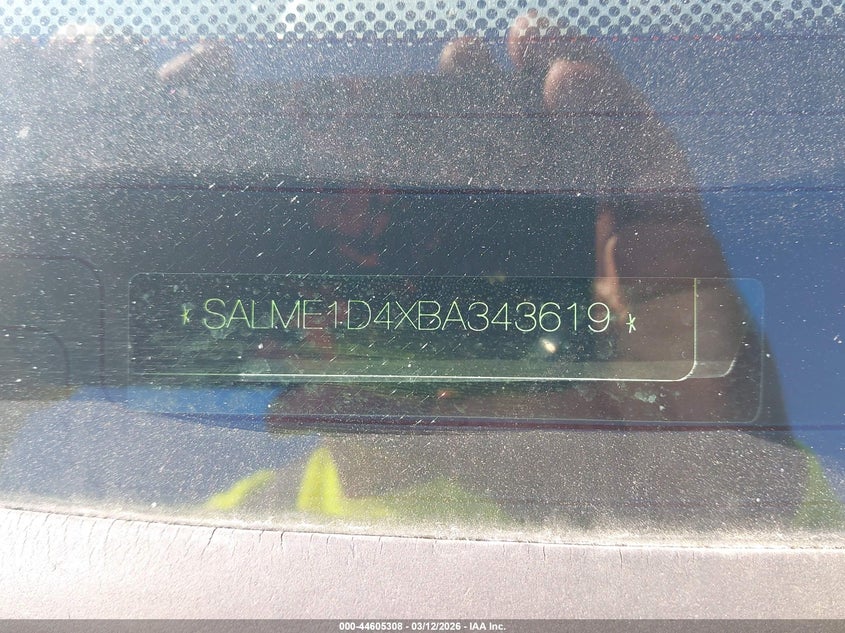 * SALME1D4XBA343619 *
000-44605308 - 03/12/2026 - IAA Inc.